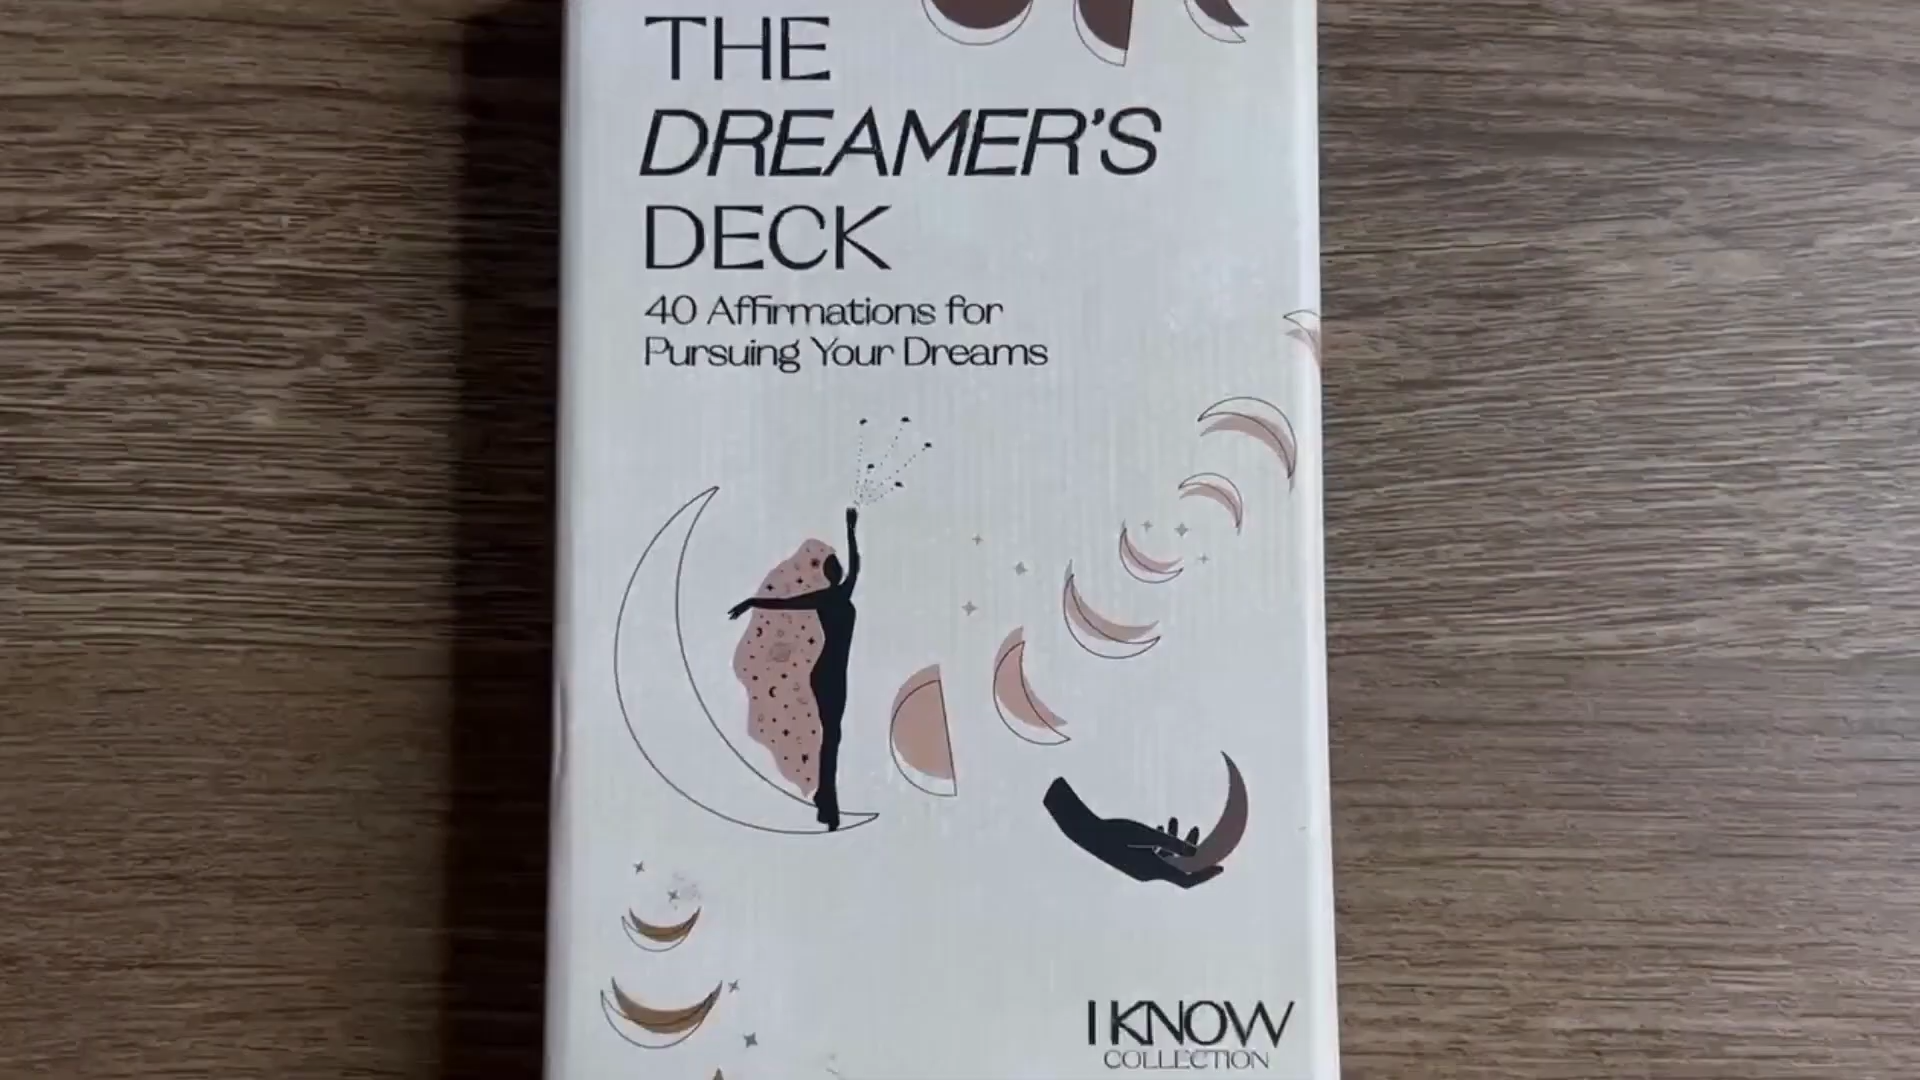 THE
DREAMER'S
DECK
40 Affirmations for
Pursuing Your Dreams
I KNOW
COLLECTION